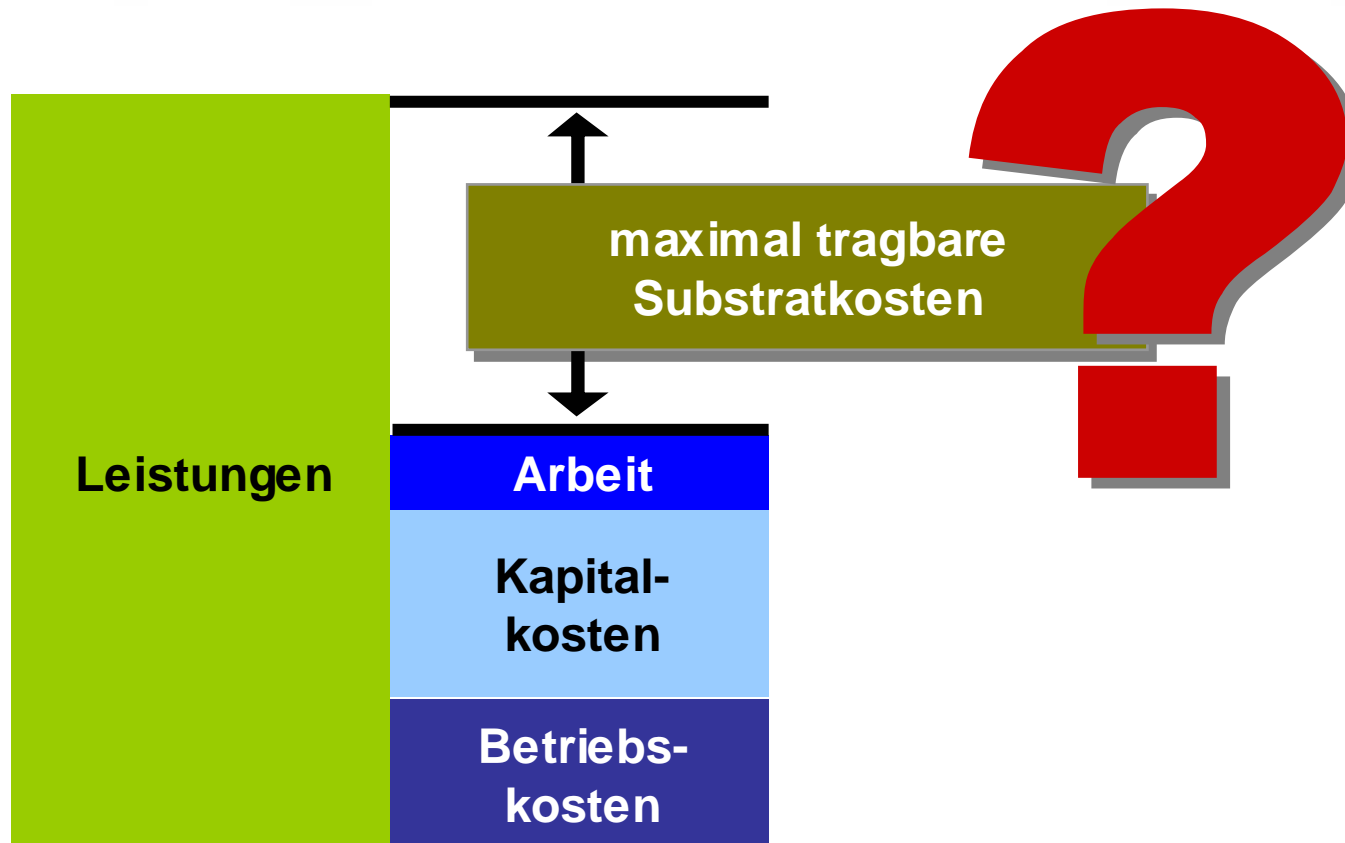 maximal tragbare
Substratkosten
?
Leistungen
Arbeit
Kapital-
kosten
Betriebs-
kosten